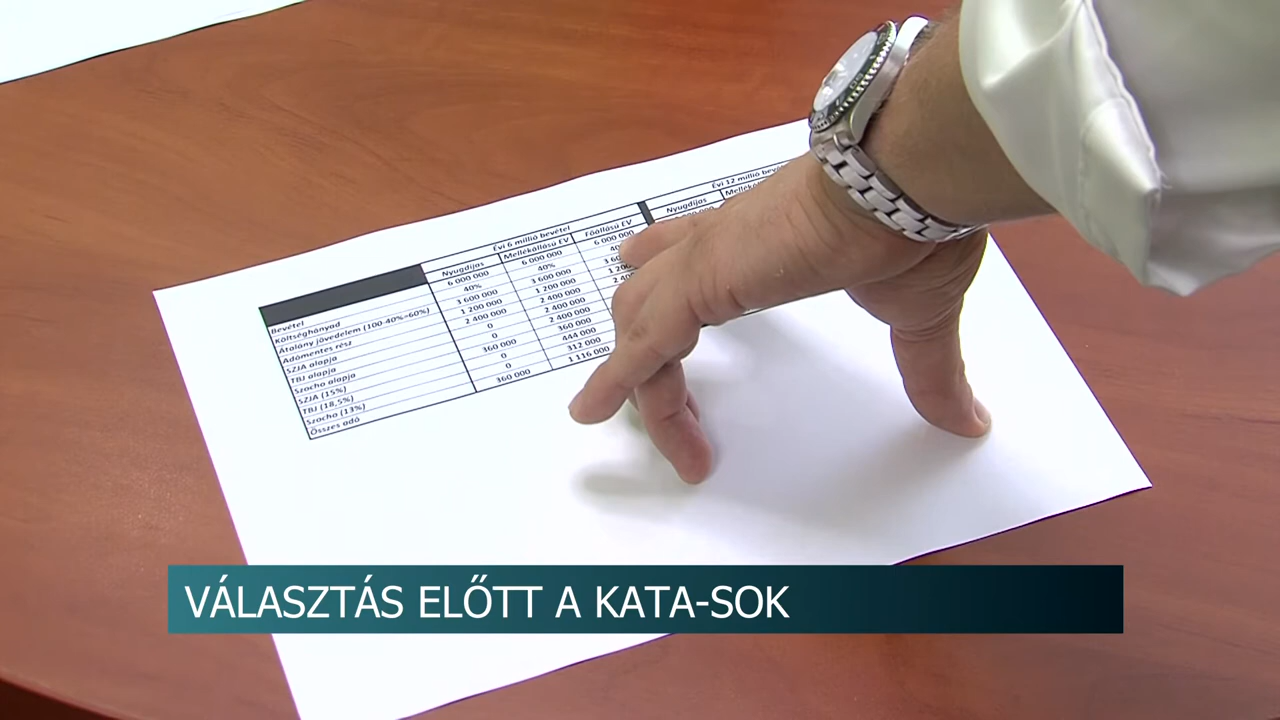 Évi 6 millió bevétel
Évi 12 millió
Nyugdíjas Mellékállású EV Főállású EV Nyugdíjas
Bevétel 6 000 000 6 000 000 6 000 000
Költséghányad 40% 40%
Átalány jövedelem (100-40%=60%) 3 600 000 3 600 000
Adómentes rész 1 200 000 1 200 000
SZJA alapja 2 400 000 2 400 000
TBJ alapja 0 2 400 000
Szocho alapja 0 2 400 000
SZJA (15%) 360 000 360 000
TBJ (18,5%) 0 444 000
Szocho (13%) 0 312 000
Összes adó 360 000 1 116 000
VÁLASZTÁS ELŐTT A KATA-SOK